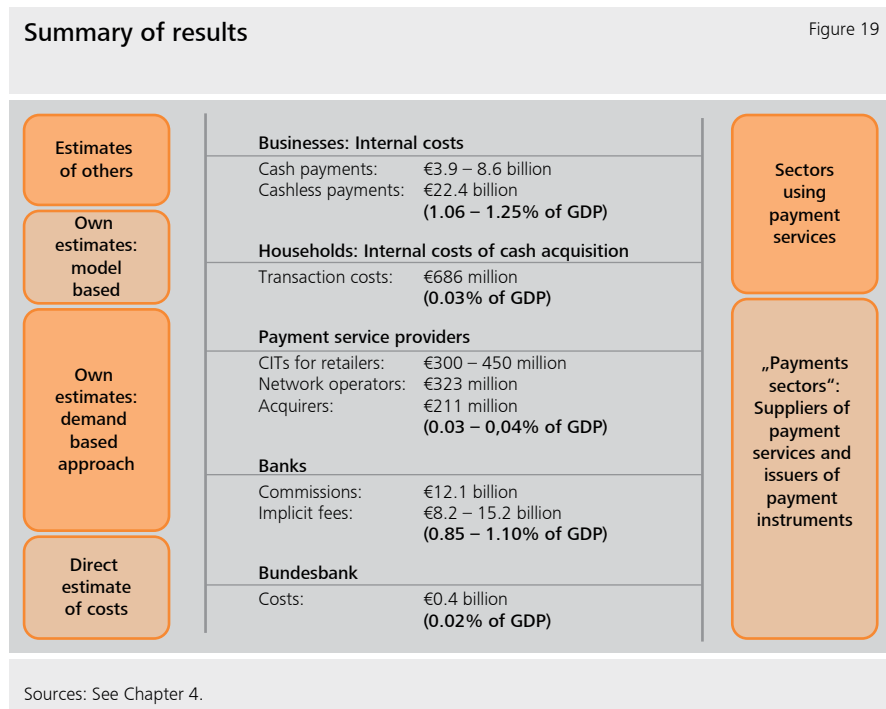 Summary of results
Figure 19
Estimates
of others
Own
estimates:
model
based
Own
estimates:
demand
based
approach
Direct
estimate
of costs
Businesses: Internal costs
Cash payments: €3.9 – 8.6 billion
Cashless payments: €22.4 billion
(1.06 – 1.25% of GDP)
Households: Internal costs of cash acquisition
Transaction costs: €686 million
(0.03% of GDP)
Payment service providers
CITs for retailers: €300 – 450 million
Network operators: €323 million
Acquirers: €211 million
(0.03 – 0,04% of GDP)
Banks
Commissions: €12.1 billion
Implicit fees: €8.2 – 15.2 billion
(0.85 – 1.10% of GDP)
Bundesbank
Costs: €0.4 billion
(0.02% of GDP)
Sectors
using
payment
services
„Payments
sectors“:
Suppliers of
payment
services and
issuers of
payment
instruments
Sources: See Chapter 4.